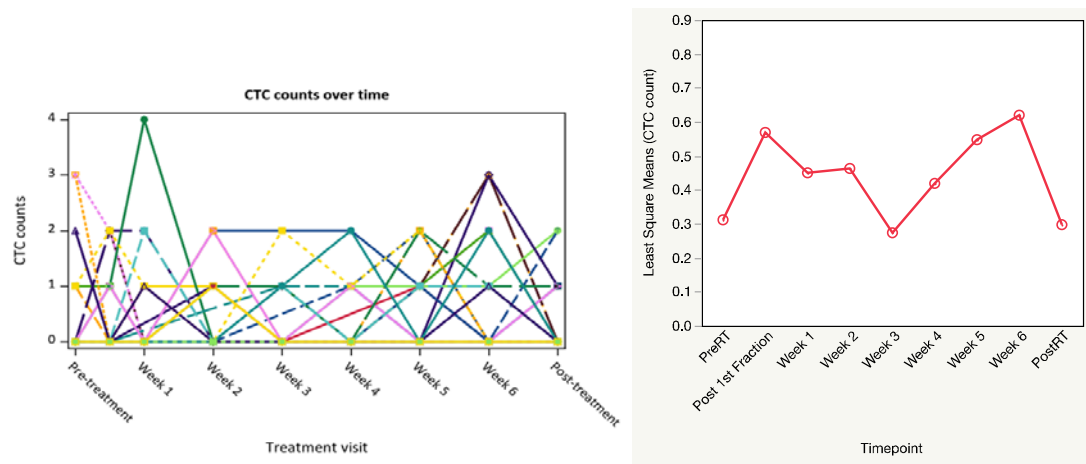 CTC counts over time
CTC counts
4
3
2
1
0
Pre-treatment
Week 1
Week 2
Week 3
Week 4
Week 5
Week 6
Post-treatment
Treatment visit
Least Square Means (CTC count)
0.9
0.8
0.7
0.6
0.5
0.4
0.3
0.2
0.1
0.0
PreRT
Post 1st Fraction
Week 1
Week 2
Week 3
Week 4
Week 5
Week 6
PostRT
Timepoint